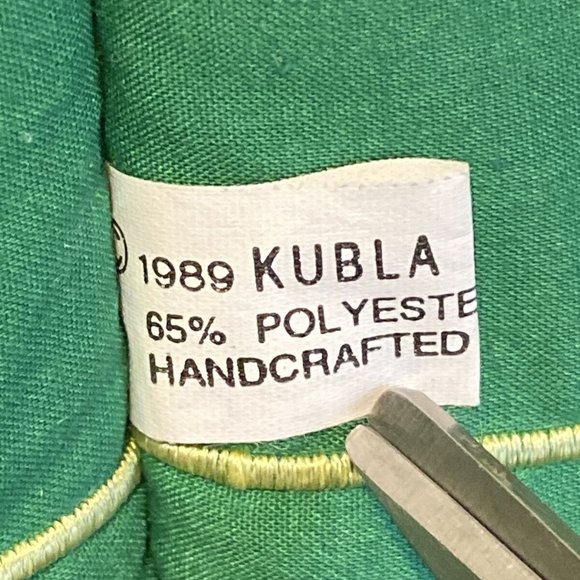 © 1989 KUBLA
65% POLYESTE
HANDCRAFTED